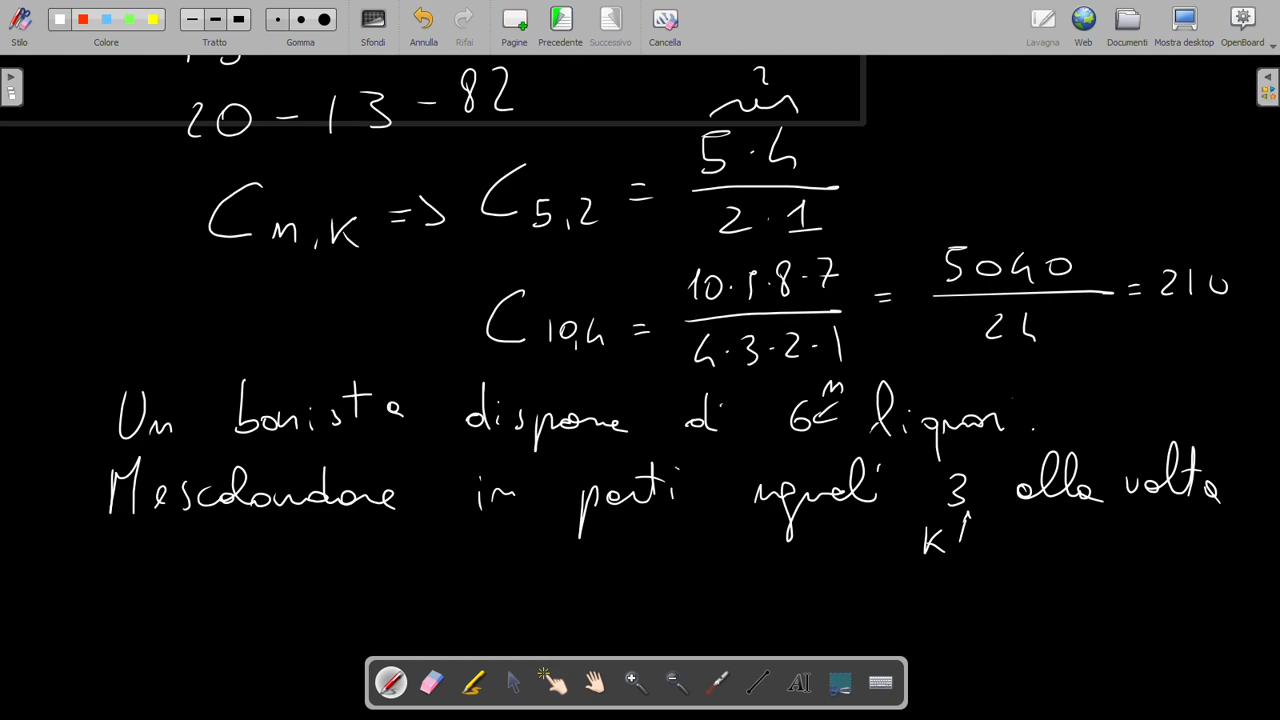 Stilo Colore Tratto Gomma Sfondi Annulla Rifai Pagine Precedente Successivo Cancella Lavagna Web Documenti Mostra desktop OpenBoard
20 - 13 - 82
2
5 · 4
C n,K => C 5,2 = 
2 · 1
10 · 9 · 8 · 7 5040
C 10,4 = = = 210
4 · 3 · 2 · 1 24
n
Un barista dispone di 6 liquori.
Mescolandone in parti uguali 3 alla volta
K